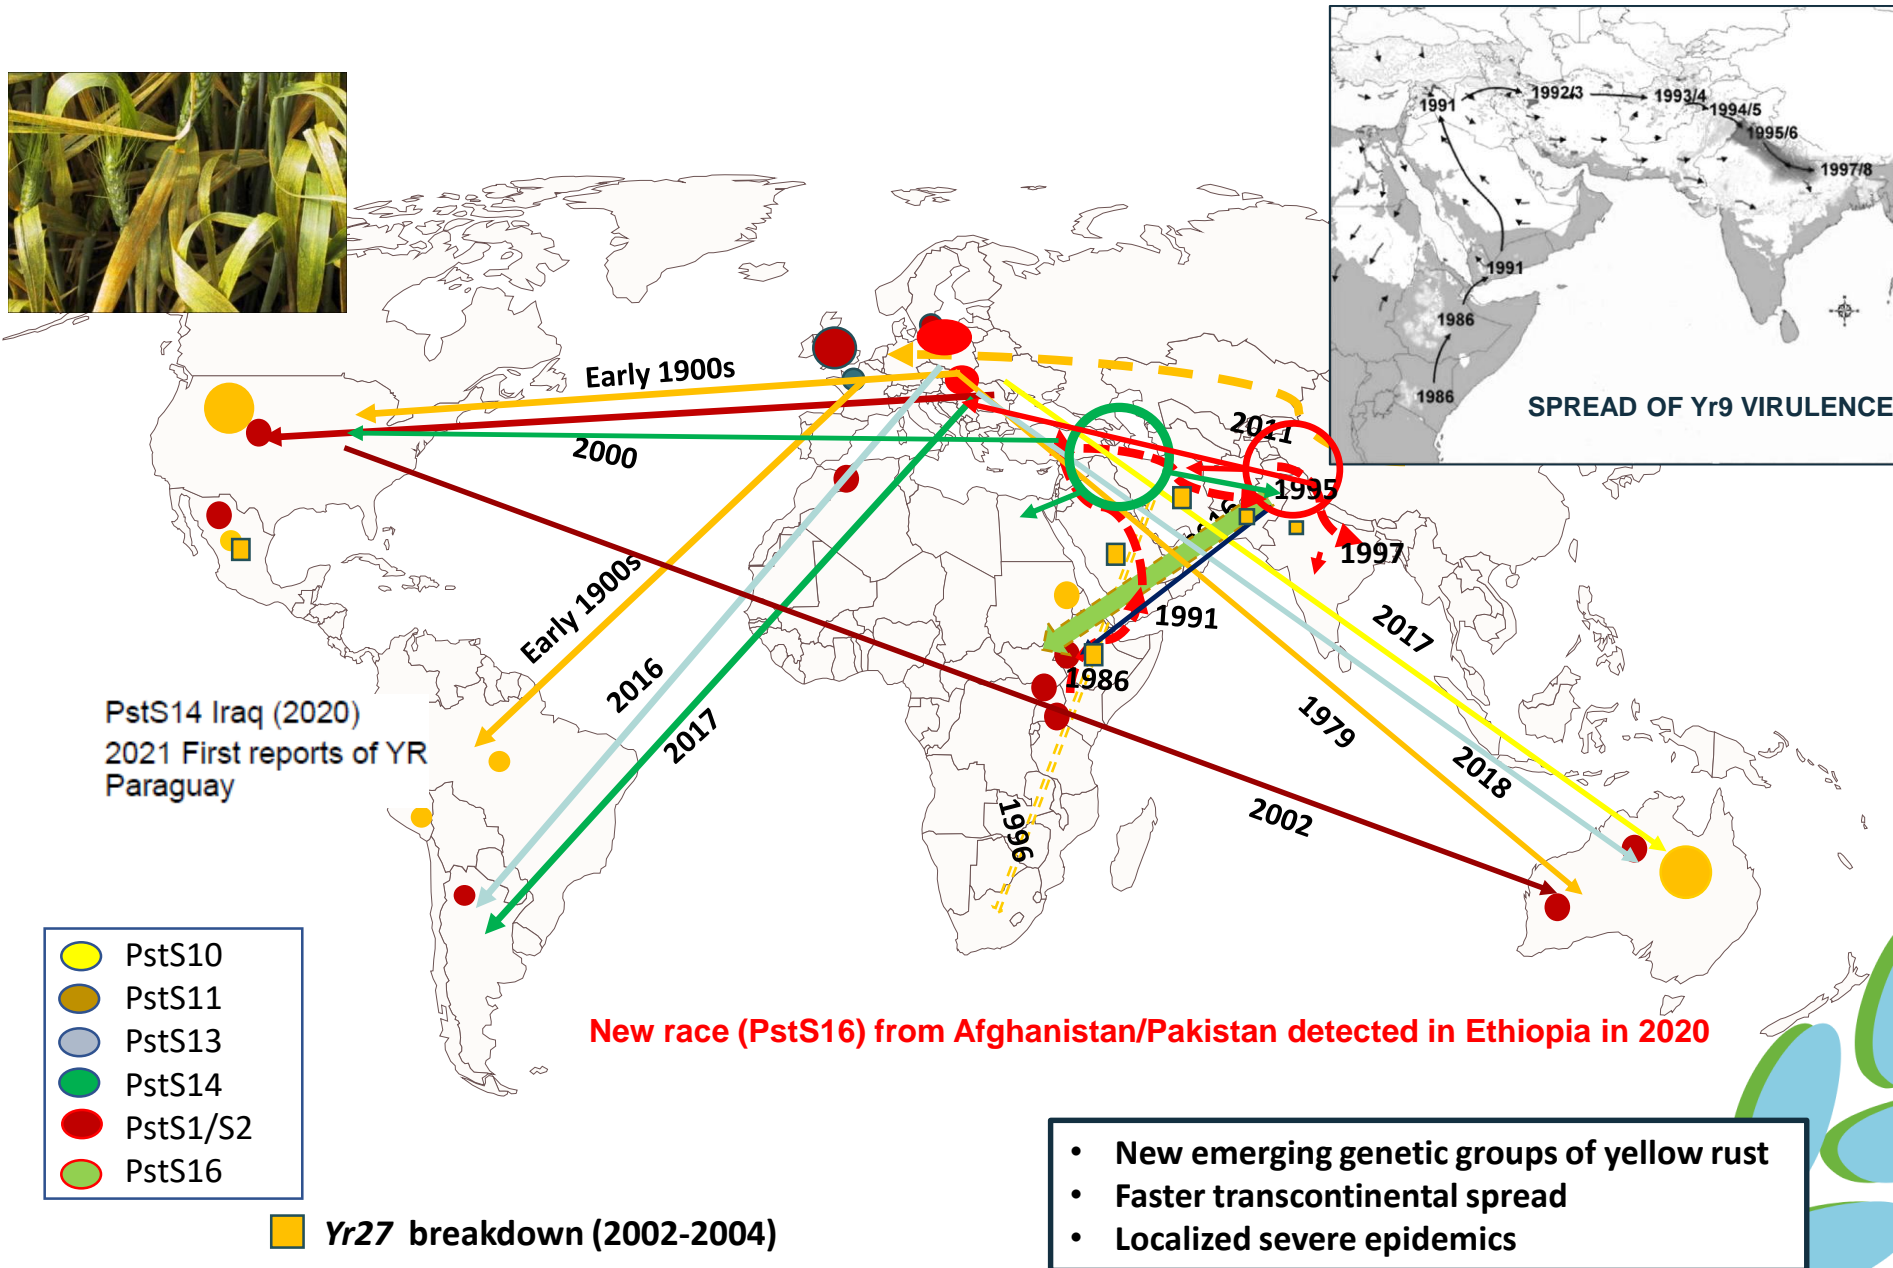 1991
1992/3
1993/4
1994/5
1995/6
1997/8
1991
1986
1986
SPREAD OF Yr9 VIRULENCE
Early 1900s
2000
2011
1995
1997
1991
1986
Early 1900s
2016
2017
1996
2017
1979
2018
2002
PstS14 Iraq (2020)
2021 First reports of YR
Paraguay
PstS10
PstS11
PstS13
PstS14
PstS1/S2
PstS16
Yr27 breakdown (2002-2004)
New race (PstS16) from Afghanistan/Pakistan detected in Ethiopia in 2020
• New emerging genetic groups of yellow rust
• Faster transcontinental spread
• Localized severe epidemics